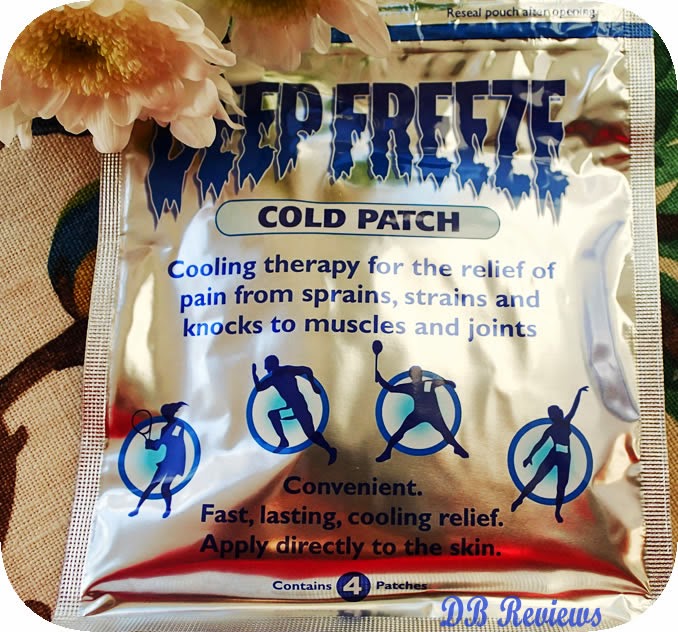 Reseal pouch after opening.
DEEP FREEZE
COLD PATCH
Cooling therapy for the relief of
pain from sprains, strains and
knocks to muscles and joints
Convenient.
Fast, lasting, cooling relief.
Apply directly to the skin.
Contains 4 Patches
DB Reviews